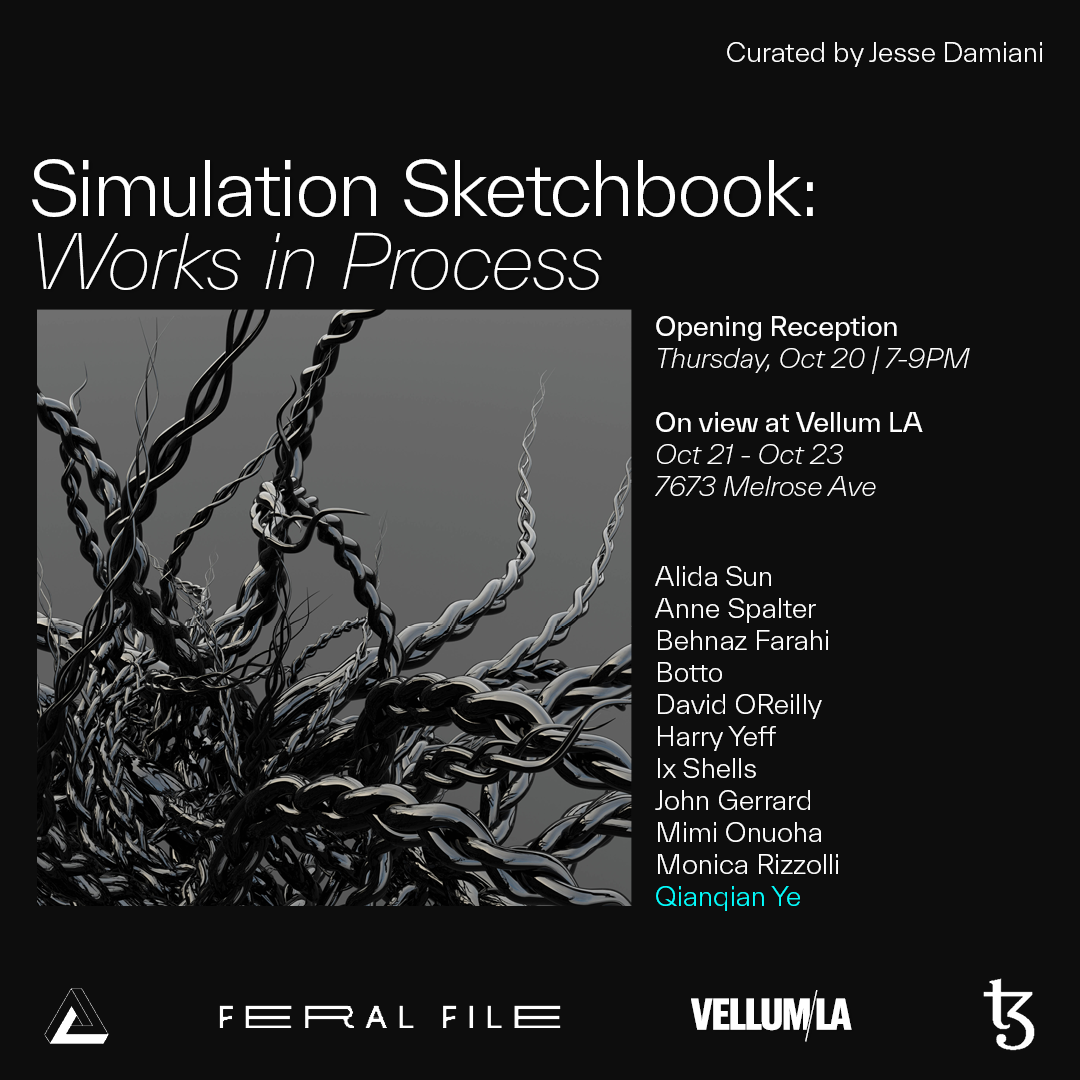 Curated by Jesse Damiani
Simulation Sketchbook:
Works in Process
Opening Reception
Thursday, Oct 20 | 7-9PM
On view at Vellum LA
Oct 21 - Oct 23
7673 Melrose Ave
Alida Sun
Anne Spalter
Behnaz Farahi
Botto
David OReilly
Harry Yeff
Ix Shells
John Gerrard
Mimi Onuoha
Monica Rizzolli
Qianqian Ye
FERAL FILE
VELLUM/LA